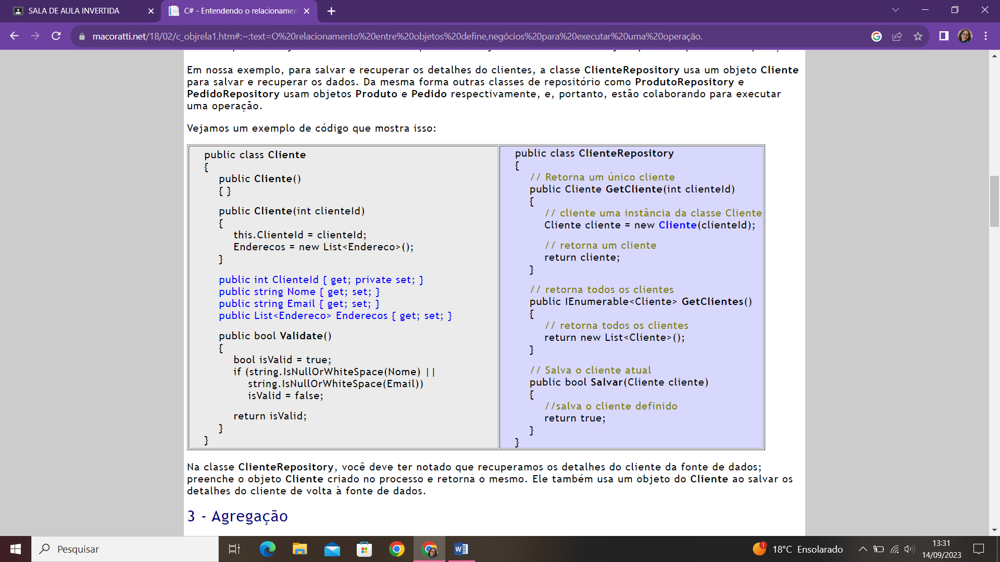 SALA DE AULA INVERTIDA
C# - Entendendo o relacionamen
macoratti.net/18/02/c_objrela1.htm#:~:text=O%20relacionamento%20entre%20objetos%20define,negócios%20para%20executar%20uma%20operação.
Em nossa exemplo, para salvar e recuperar os detalhes do clientes, a classe ClienteRepository usa um objeto Cliente
para salvar e recuperar os dados. Da mesma forma outras classes de repositório como ProdutoRepository e
PedidoRepository usam objetos Produto e Pedido respectivamente, e, portanto, estão colaborando para executar
uma operação.
Vejamos um exemplo de código que mostra isso:
public class Cliente
{
public Cliente()
{ }
public Cliente(int clienteId)
{
this.ClienteId = clienteId;
Enderecos = new List<Endereco>();
}
public int ClienteId { get; private set; }
public string Nome { get; set; }
public string Email { get; set; }
public List<Endereco> Enderecos { get; set; }
public bool Validate()
{
bool isValid = true;
if (string.IsNullOrWhiteSpace(Nome) ||
string.IsNullOrWhiteSpace(Email))
isValid = false;
return isValid;
}
}
public class ClienteRepository
{
// Retorna um único cliente
public Cliente GetCliente(int clienteId)
{
// cliente uma instância da classe Cliente
Cliente cliente = new Cliente(clienteId);
// retorna um cliente
return cliente;
}
// retorna todos os clientes
public IEnumerable<Cliente> GetClientes()
{
// retorna todos os clientes
return new List<Cliente>();
}
// Salva o cliente atual
public bool Salvar(Cliente cliente)
{
//salva o cliente definido
return true;
}
}
Na classe ClienteRepository, você deve ter notado que recuperamos os detalhes do cliente da fonte de dados;
preenche o objeto Cliente criado no processo e retorna o mesmo. Ele também usa um objeto do Cliente ao salvar os
detalhes do cliente de volta à fonte de dados.
3 - Agregação
Pesquisar
1
18°C Ensolarado
13:31
14/09/2023